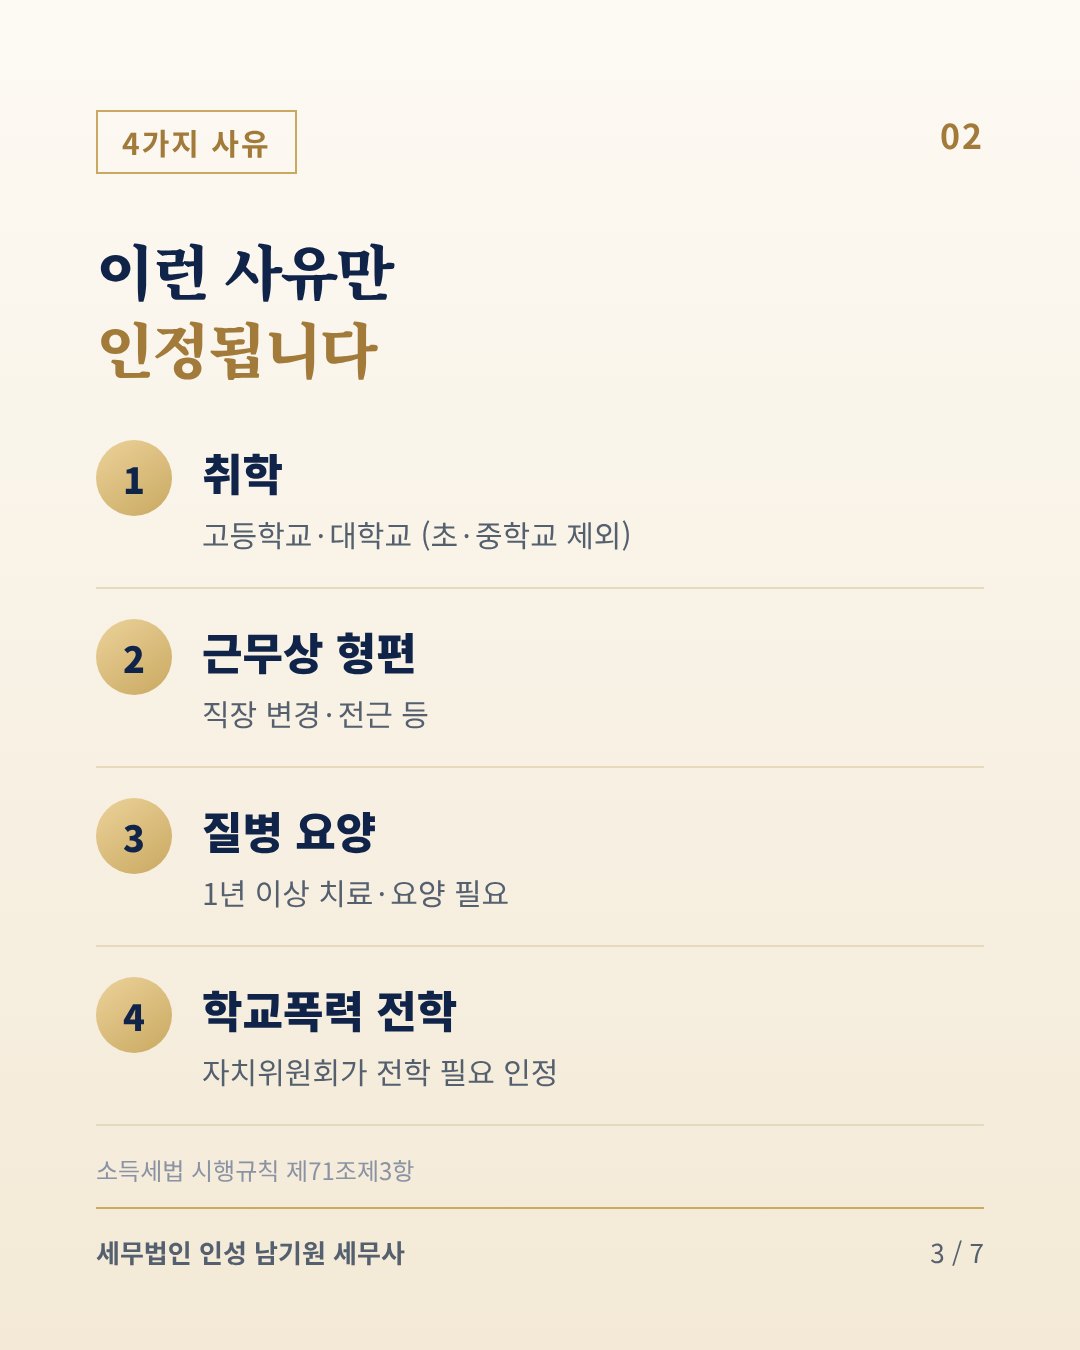 4가지 사유
02
이런 사유만
인정됩니다
1
취학
고등학교·대학교 (초·중학교 제외)
2
근무상 형편
직장 변경·전근 등
3
질병 요양
1년 이상 치료·요양 필요
4
학교폭력 전학
자치위원회가 전학 필요 인정
소득세법 시행규칙 제71조제3항
세무법인 인성 남기원 세무사
3 / 7